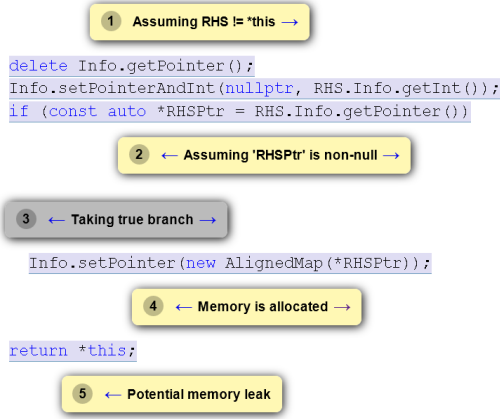 1 Assuming RHS != *this →
delete Info.getPointer();
Info.setPointerAndInt(nullptr, RHS.Info.getInt());
if (const auto *RHSPtr = RHS.Info.getPointer())
2 ← Assuming 'RHSPtr' is non-null →
3 ← Taking true branch →
Info.setPointer(new AlignedMap(*RHSPtr));
4 ← Memory is allocated →
return *this;
5 ← Potential memory leak